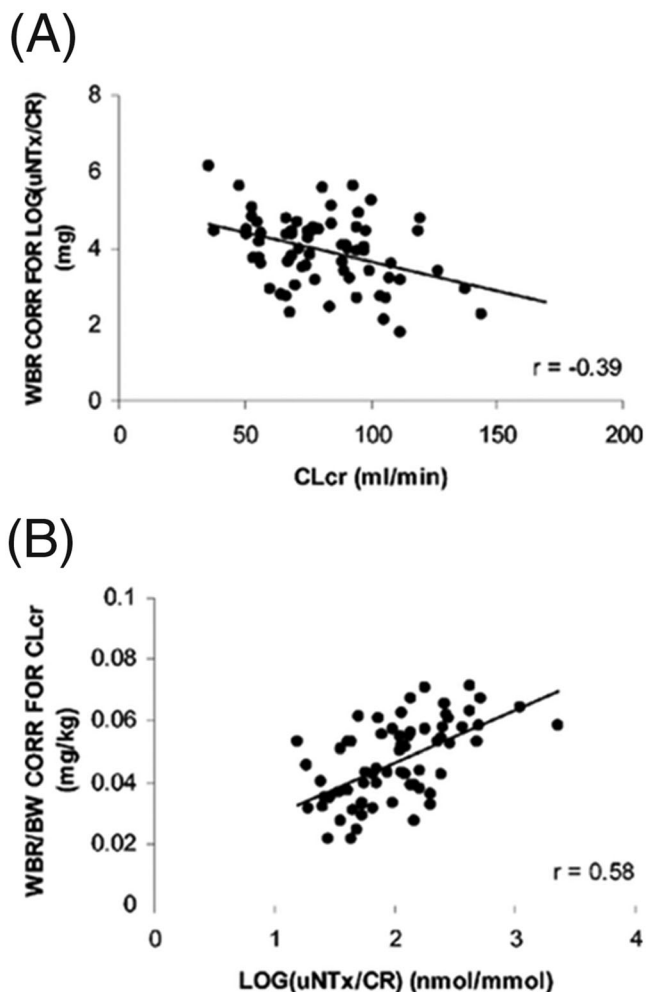 (A)
WBR CORR FOR LOG(uNTx/CR)
(mg)
8
6
4
2
0
r = -0.39
0 50 100 150 200
CLcr (ml/min)
(B)
WBR/BW CORR FOR CLcr
(mg/kg)
0.1
0.08
0.06
0.04
0.02
0
r = 0.58
0 1 2 3 4
LOG(uNTx/CR) (nmol/mmol)